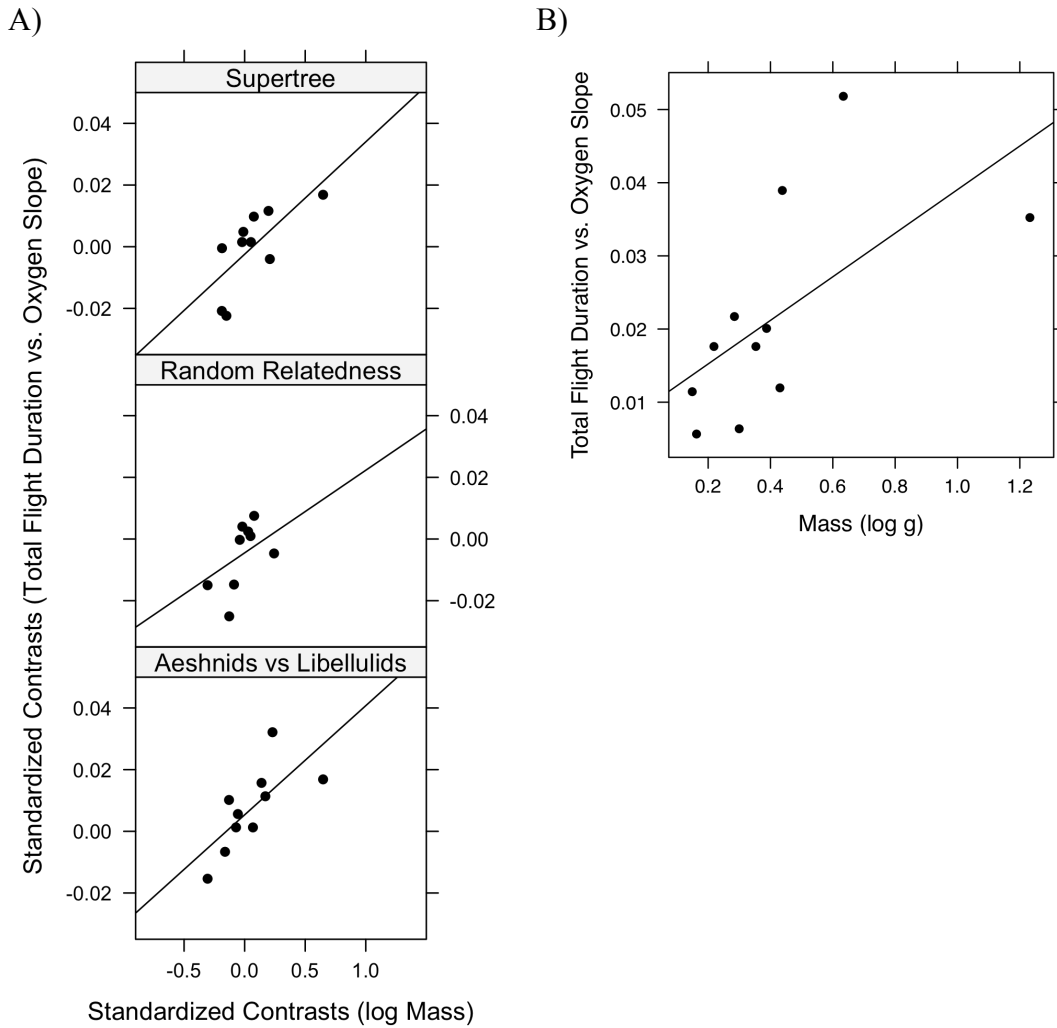 A)
Supertree
0.04
0.02
0.00
-0.02
Random Relatedness
0.04
0.02
0.00
-0.02
Aeshnids vs Libellulids
0.04
0.02
0.00
-0.02
-0.5 0.0 0.5 1.0
Standardized Contrasts (log Mass)
Standardized Contrasts (Total Flight Duration vs. Oxygen Slope)
B)
Total Flight Duration vs. Oxygen Slope
0.05
0.04
0.03
0.02
0.01
0.2 0.4 0.6 0.8 1.0 1.2
Mass (log g)